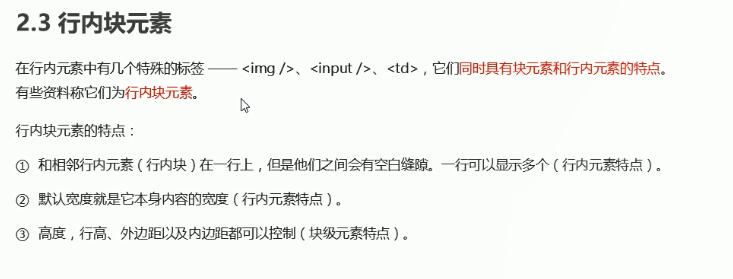 2.3 行内块元素
在行内元素中有几个特殊的标签 —— <img />、<input />、<td>，它们同时具有块元素和行内元素的特点。
有些资料称它们为行内块元素。
行内块元素的特点：
① 和相邻行内元素（行内块）在一行上，但是他们之间会有空白缝隙。一行可以显示多个（行内元素特点）。
② 默认宽度就是它本身内容的宽度（行内元素特点）。
③ 高度，行高、外边距以及内边距都可以控制（块级元素特点）。